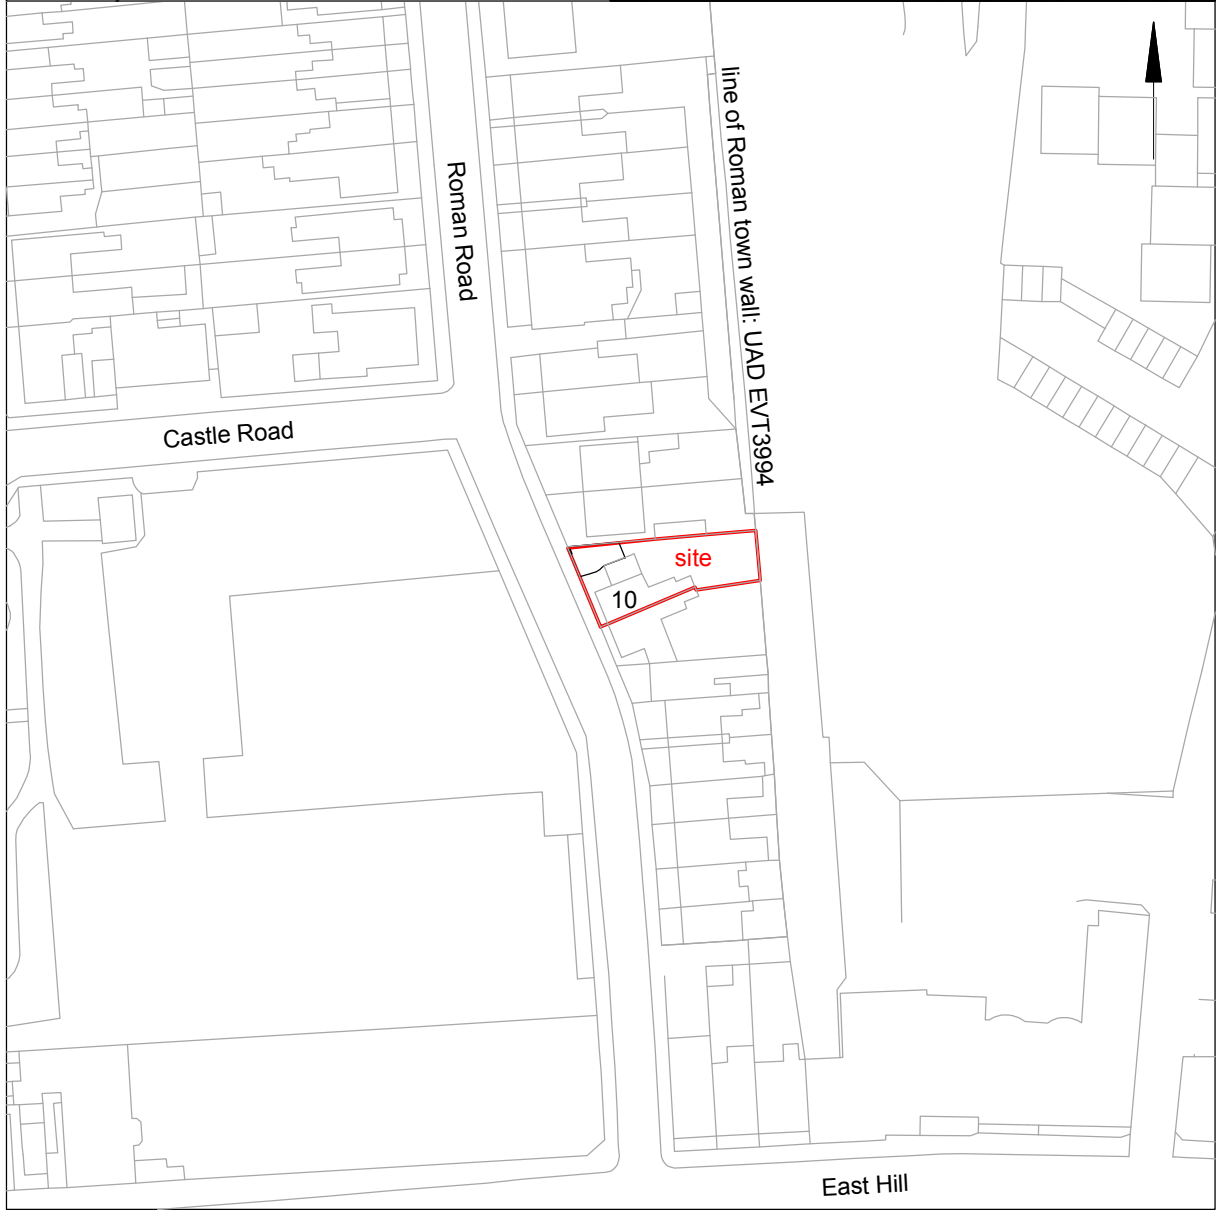 line of Roman town wall: UAD EVT3994
Roman Road
Castle Road
site
10
East Hill